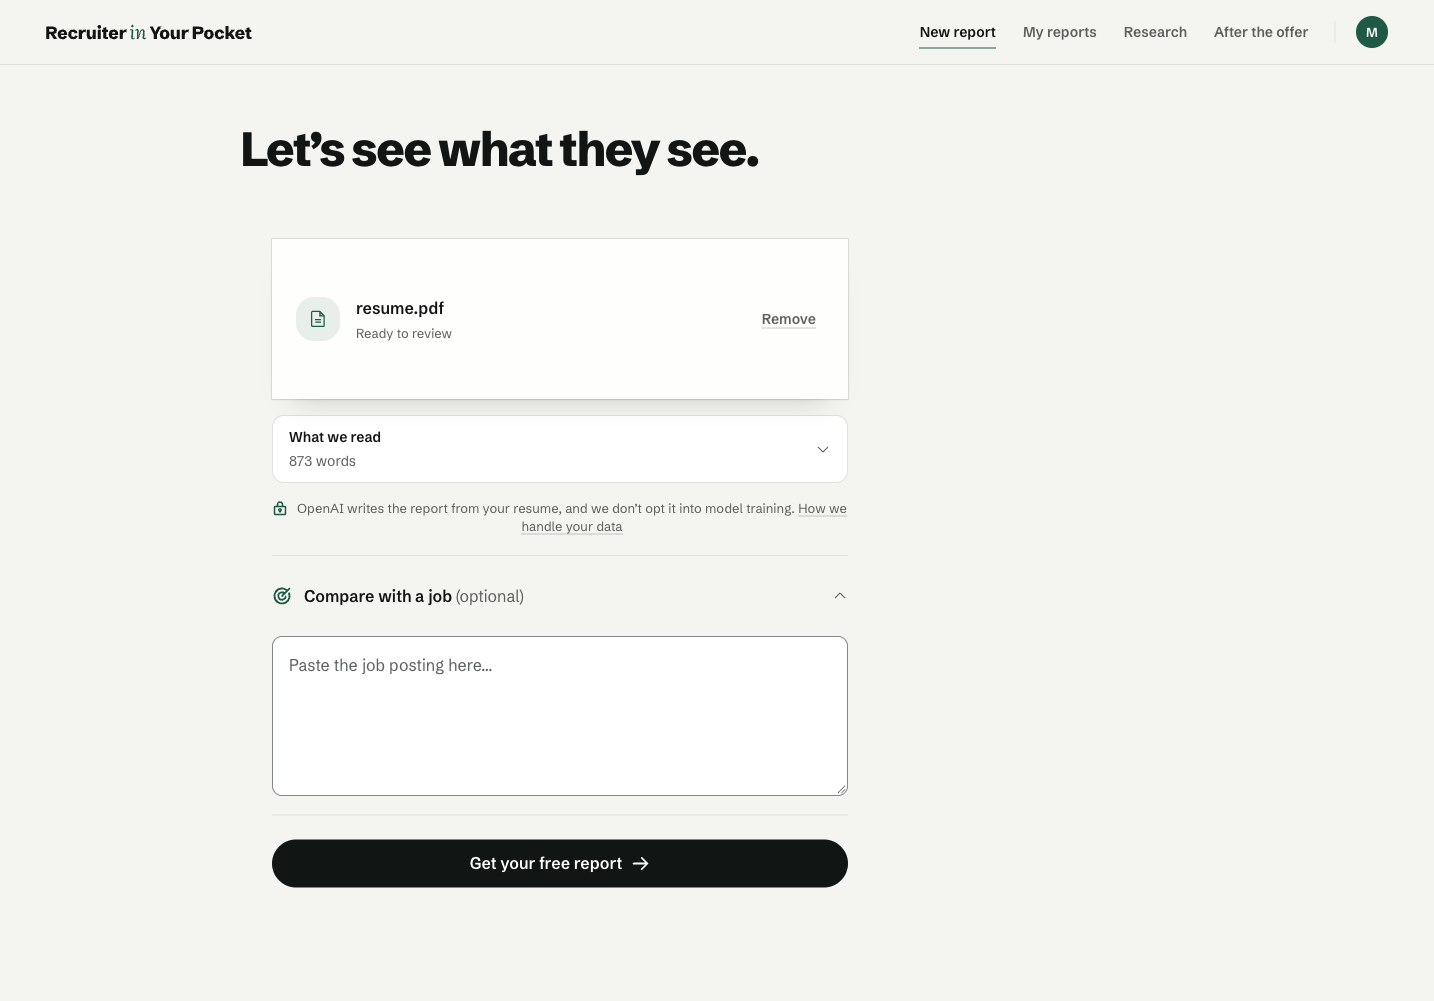 Recruiter in Your Pocket
New report
My reports
Research
After the offer
M
Let’s see what they see.
resume.pdf
Ready to review
Remove
What we read
873 words
OpenAI writes the report from your resume, and we don’t opt it into model training. How we
handle your data
Compare with a job (optional)
Paste the job posting here...
Get your free report →